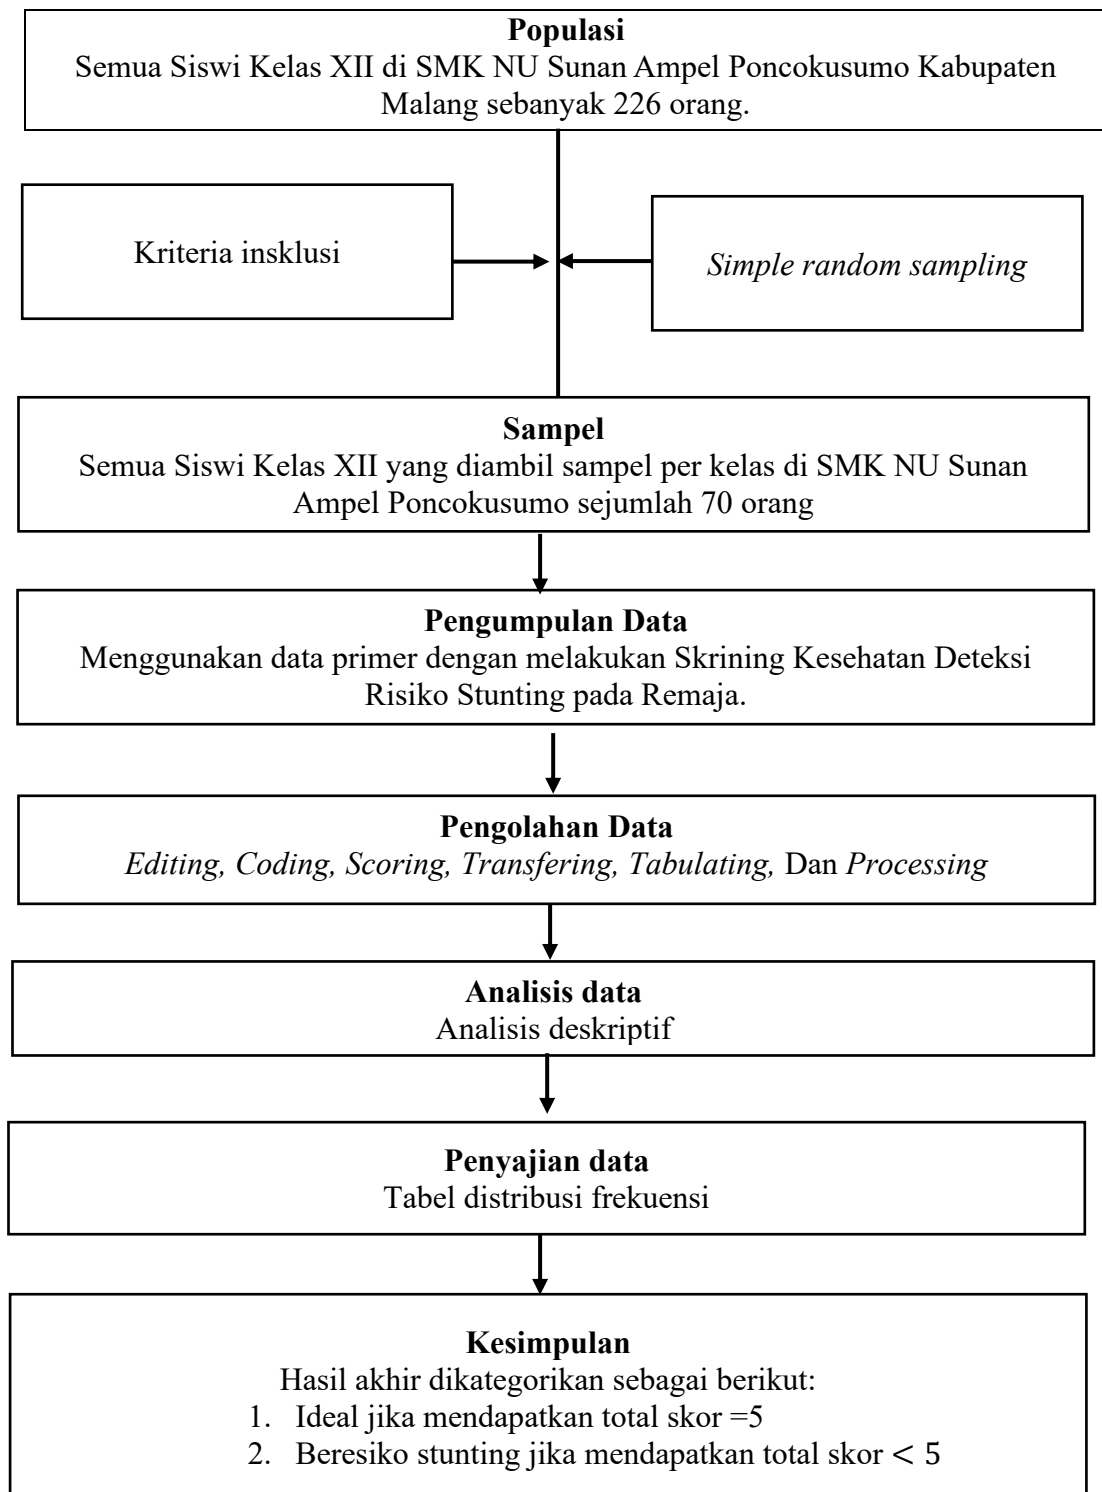 Populasi
Semua Siswi Kelas XII di SMK NU Sunan Ampel Poncokusumo Kabupaten
Malang sebanyak 226 orang.
Kriteria insklusi
Simple random sampling
Sampel
Semua Siswi Kelas XII yang diambil sampel per kelas di SMK NU Sunan
Ampel Poncokusumo sejumlah 70 orang
Pengumpulan Data
Menggunakan data primer dengan melakukan Skrining Kesehatan Deteksi
Risiko Stunting pada Remaja.
Pengolahan Data
Editing, Coding, Scoring, Transfering, Tabulating, Dan Processing
Analisis data
Analisis deskriptif
Penyajian data
Tabel distribusi frekuensi
Kesimpulan
Hasil akhir dikategorikan sebagai berikut:
1. Ideal jika mendapatkan total skor =5
2. Beresiko stunting jika mendapatkan total skor < 5